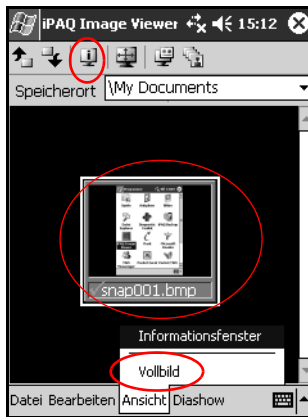 iPAQ Image Viewer 15:12
Speicherort \My Documents
snap001.bmp
Informationsfenster
Vollbild
Datei Bearbeiten Ansicht Diashow